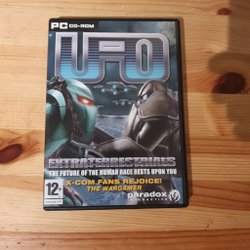 PC CD-ROM
UFO
EXTRATERRESTRIALS
THE FUTURE OF THE HUMAN RACE RESTS UPON YOU
X-COM FANS REJOICE!
THE WARGAMER
12
paradox
INTERACTIVE